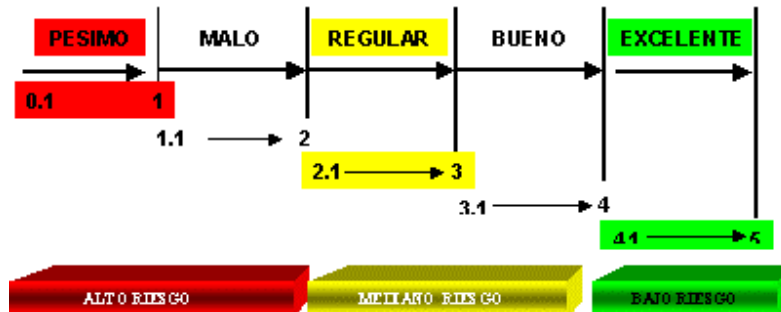 PESIMO MALO REGULAR BUENO EXCELENTE
0.1 1
1.1 2
2.1 3
3.1 4
4.1 5
ALTO RIESGO MEDIANO RIESGO BAJO RIESGO